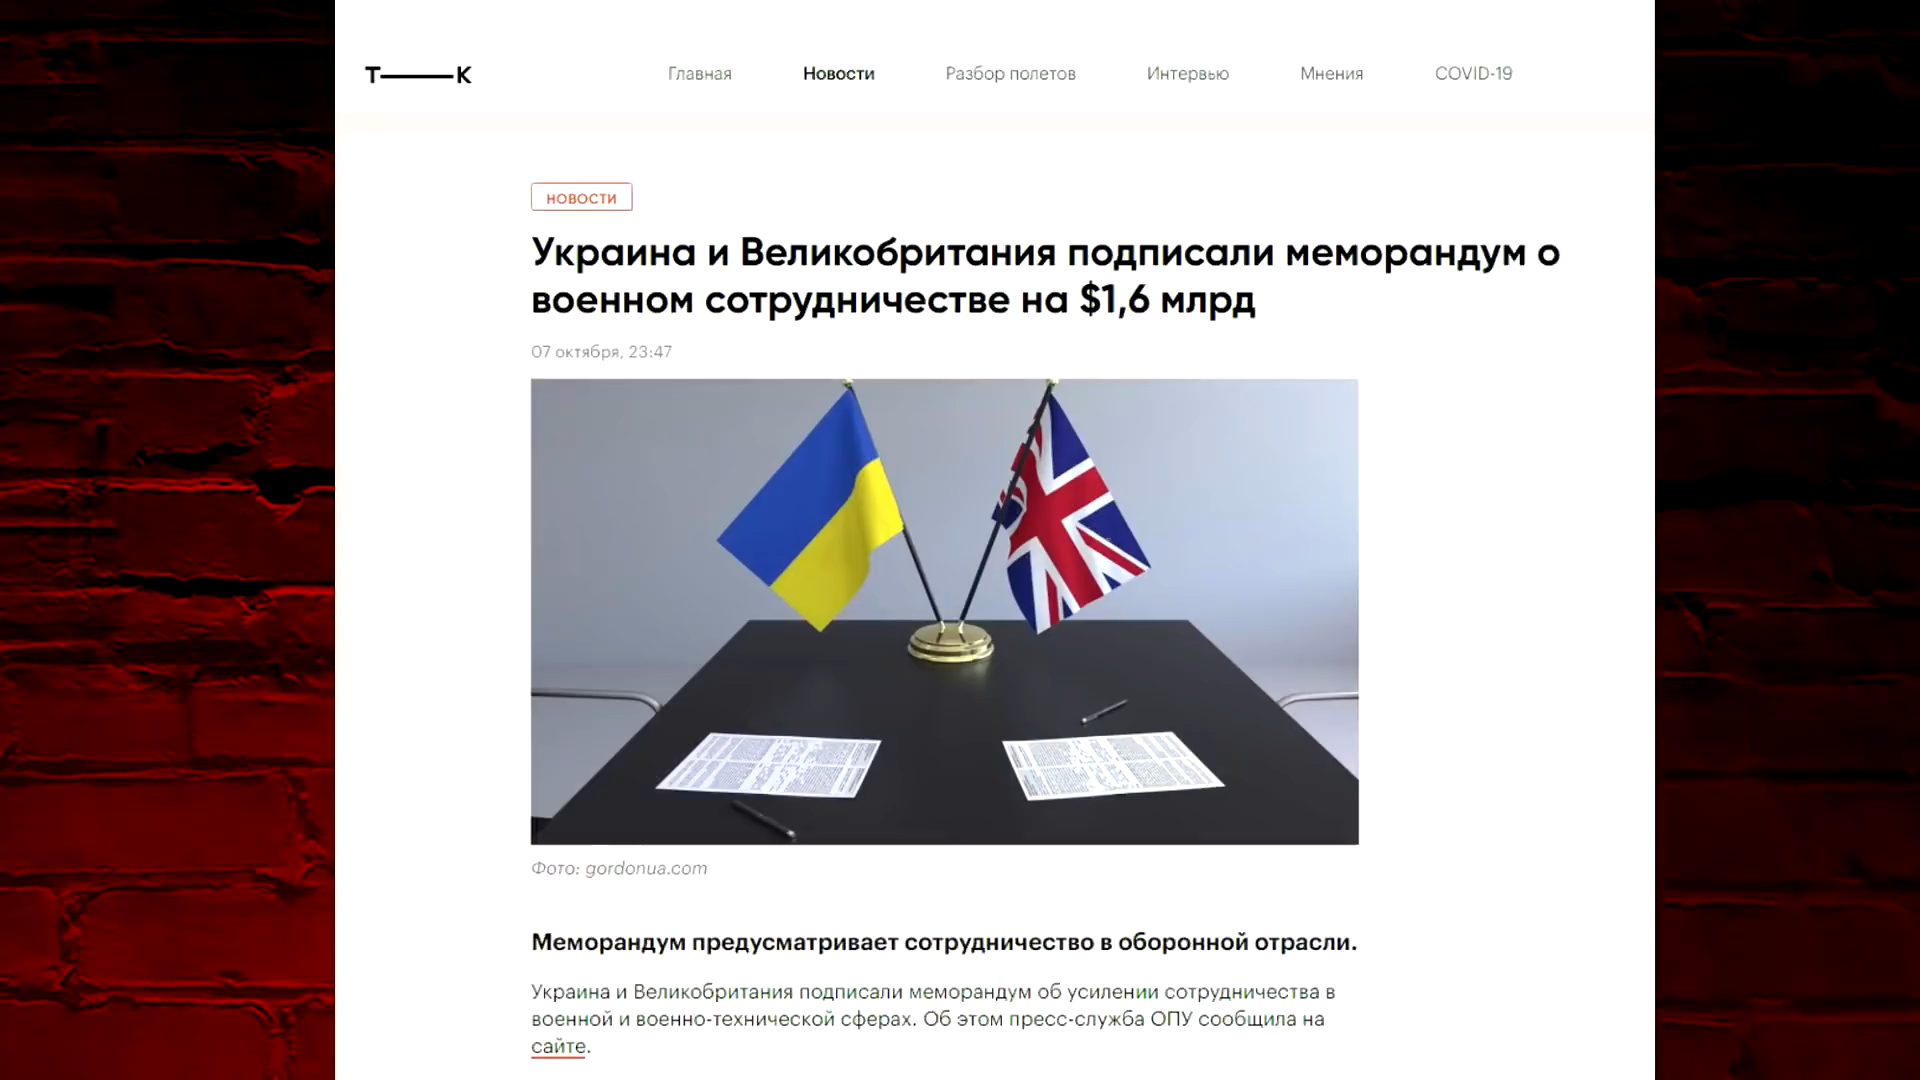 Т——К
Главная
Новости
Разбор полетов
Интервью
Мнения
COVID-19
НОВОСТИ
Украина и Великобритания подписали меморандум о
военном сотрудничестве на $1,6 млрд
07 октября, 23:47
Фото: gordonua.com
Меморандум предусматривает сотрудничество в оборонной отрасли.
Украина и Великобритания подписали меморандум об усилении сотрудничества в
военной и военно-технической сферах. Об этом пресс-служба ОПУ сообщила на
сайте.